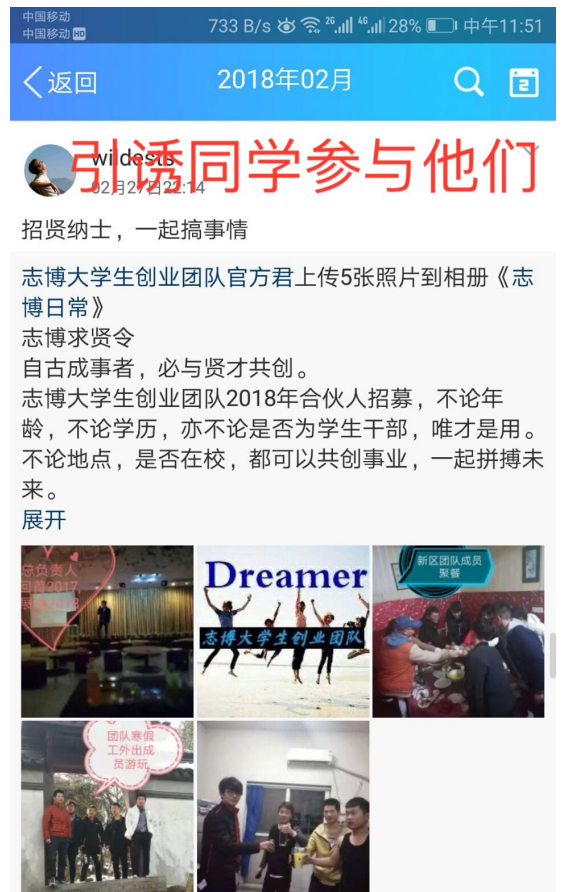 中国移动
中国移动 HD
733 B/s 2G 4G 28% 中午11:51
返回
2018年02月
2
引诱同学参与他们
wildests
02月27日22:14
招贤纳士，一起搞事情
志博大学生创业团队官方君上传5张照片到相册《志
博日常》
志博求贤令
自古成事者，必与贤才共创。
志博大学生创业团队2018年合伙人招募，不论年
龄，不论学历，亦不论是否为学生干部，唯才是用。
不论地点，是否在校，都可以共创事业，一起拼搏未
来。
展开
总负责人
回首2017
展望2018
Dreamer
志博大学生创业团队
新区团队成员
聚餐
团队寒假
工外出成
员游玩